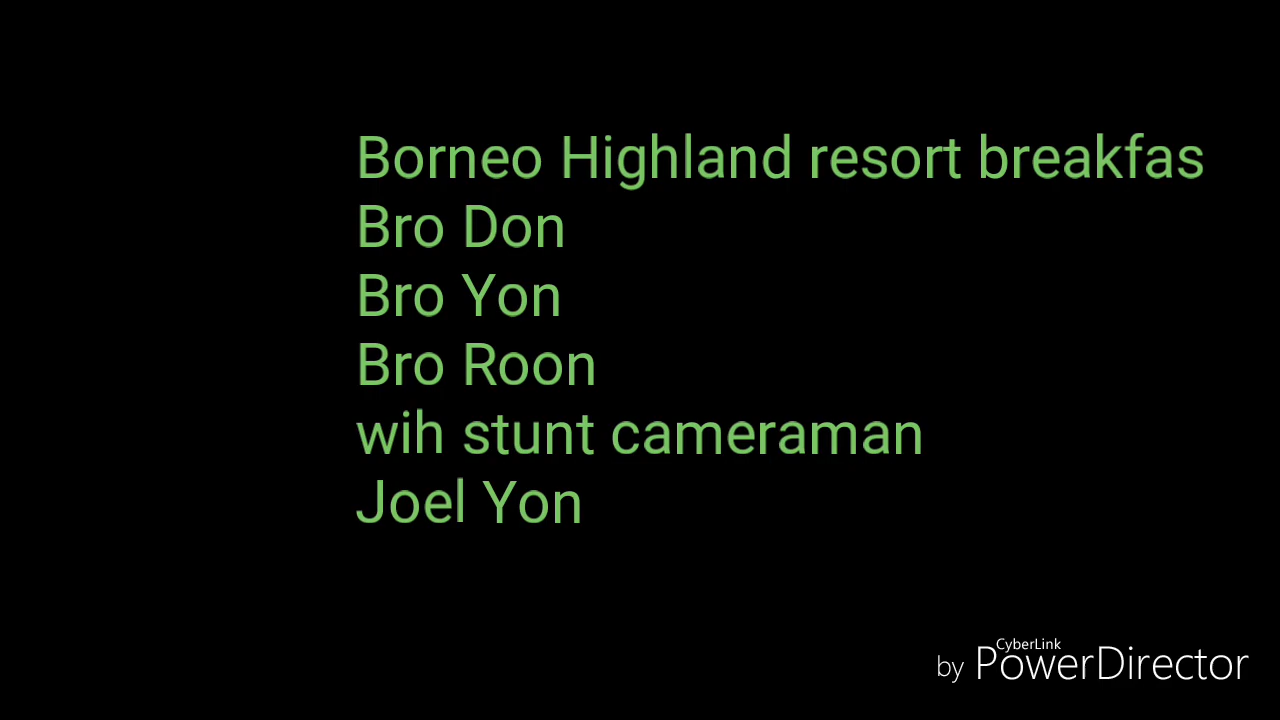 Borneo Highland resort breakfas
Bro Don
Bro Yon
Bro Roon
wih stunt cameraman
Joel Yon
CyberLink
by PowerDirector